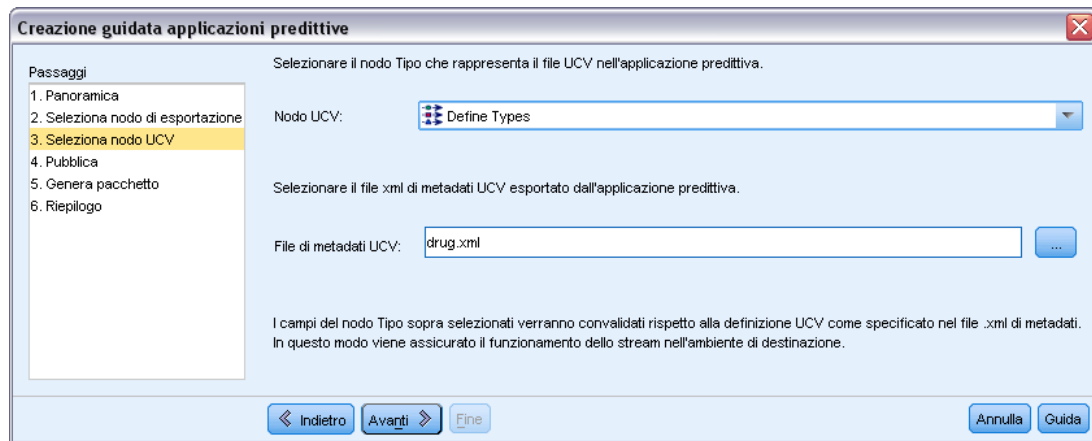 Creazione guidata applicazioni predittive
Passaggi
1. Panoramica
2. Seleziona nodo di esportazione
3. Seleziona nodo UCV
4. Pubblica
5. Genera pacchetto
6. Riepilogo
Selezionare il nodo Tipo che rappresenta il file UCV nell'applicazione predittiva.
Nodo UCV: Define Types
Selezionare il file xml di metadati UCV esportato dall'applicazione predittiva.
File di metadati UCV: drug.xml ...
I campi del nodo Tipo sopra selezionati verranno convalidati rispetto alla definizione UCV come specificato nel file .xml di metadati.
In questo modo viene assicurato il funzionamento dello stream nell'ambiente di destinazione.
Indietro Avanti Fine Annulla Guida